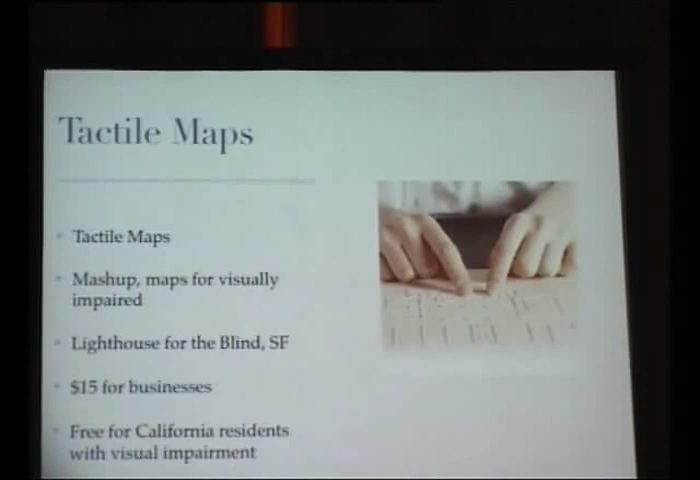 Tactile Maps
Tactile Maps
Mashup, maps for visually
impaired
Lighthouse for the Blind, SF
$15 for businesses
Free for California residents
with visual impairment